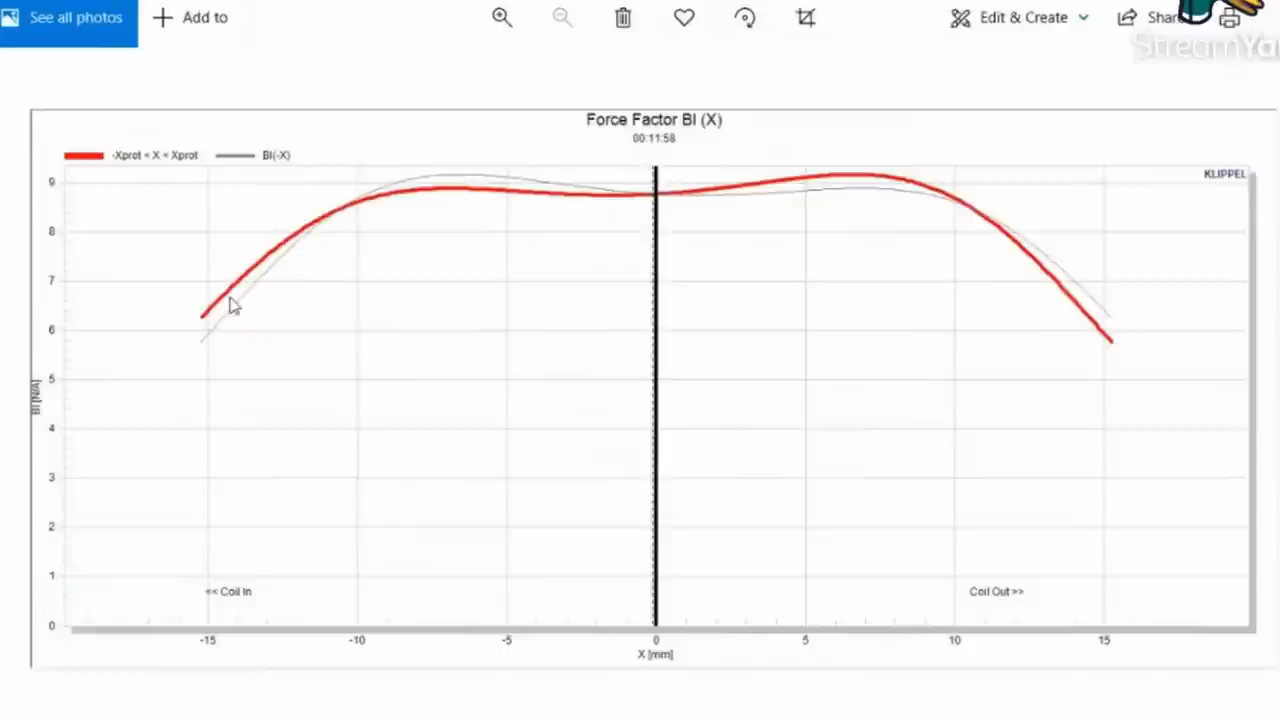 See all photos
Add to
Edit & Create
Shar
StreamYa
Force Factor Bl (X)
00:11:58
-Xprot < X < Xprot
Bl(-X)
KLIPPEL
9
8
7
6
5
4
3
2
1
0
Bl [N/A]
<< Coil In
Coil Out >>
-15
-10
-5
0
5
10
15
X [mm]